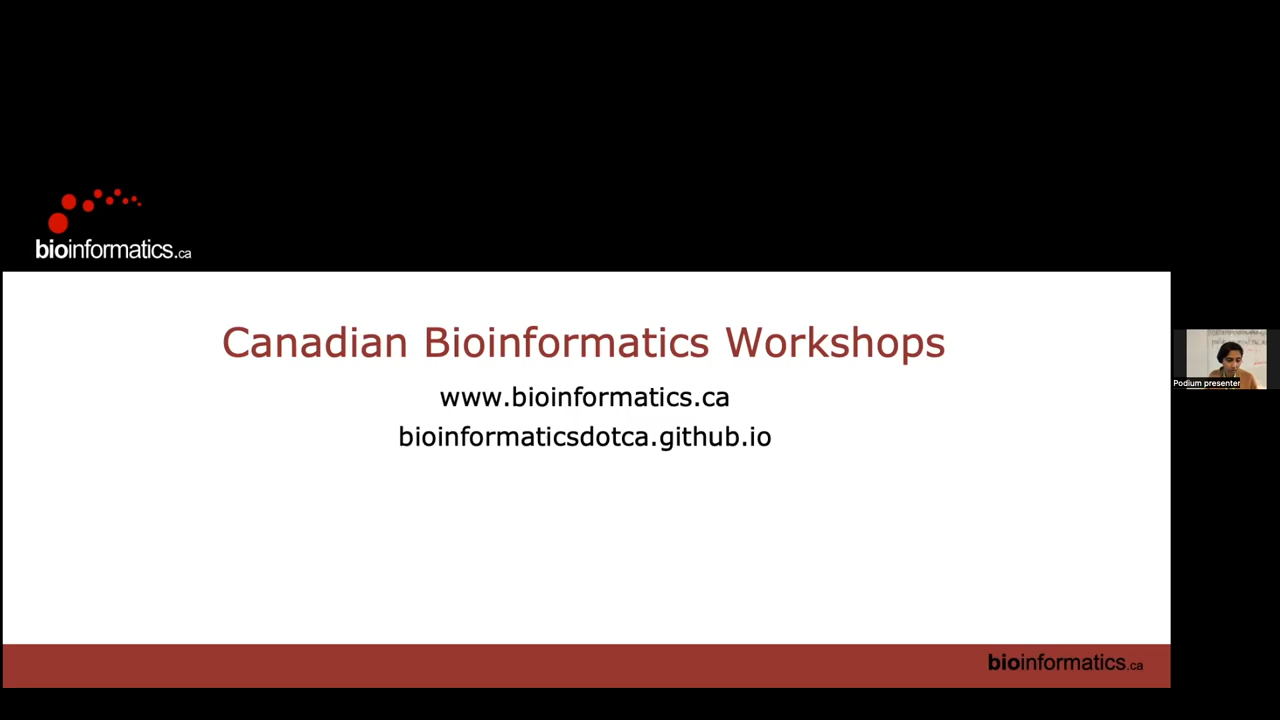 bioinformatics.ca
Canadian Bioinformatics Workshops
www.bioinformatics.ca
bioinformaticsdotca.github.io
Podium presenter
bioinformatics.ca